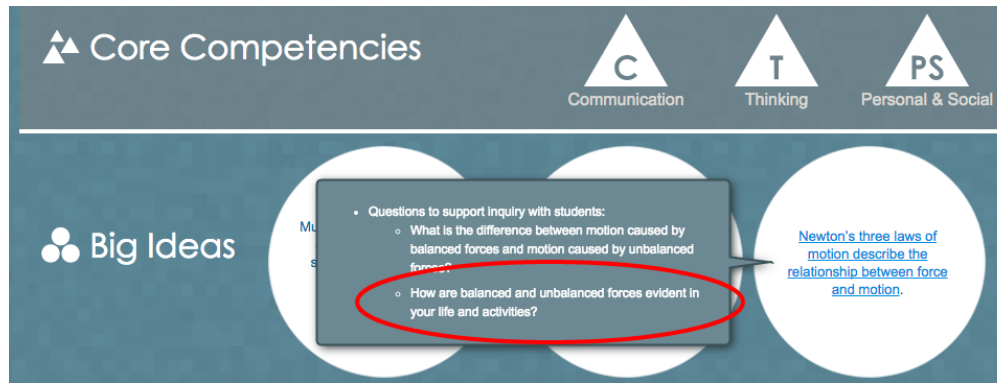 Core Competencies
C
Communication
T
Thinking
PS
Personal & Social
Big Ideas
Mu
s
• Questions to support inquiry with students:
○ What is the difference between motion caused by
balanced forces and motion caused by unbalanced
forces?
○ How are balanced and unbalanced forces evident in
your life and activities?
Newton's three laws of
motion describe the
relationship between force
and motion.